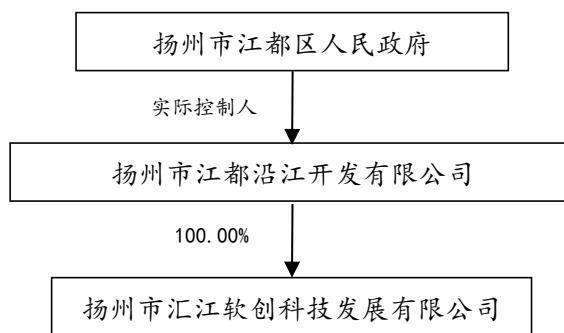 扬州市江都区人民政府
实际控制人
扬州市江都沿江开发有限公司
100.00%
扬州市汇江软创科技发展有限公司